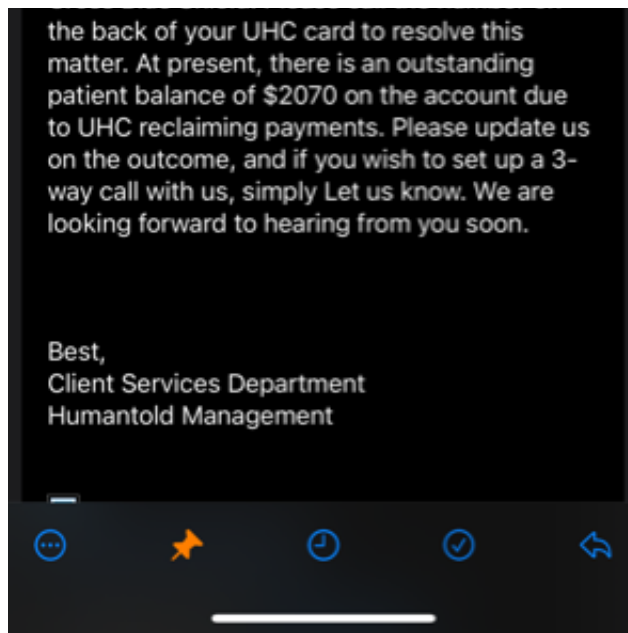 the back of your UHC card to resolve this
matter. At present, there is an outstanding
patient balance of $2070 on the account due
to UHC reclaiming payments. Please update us
on the outcome, and if you wish to set up a 3-
way call with us, simply Let us know. We are
looking forward to hearing from you soon.
Best,
Client Services Department
Humantold Management